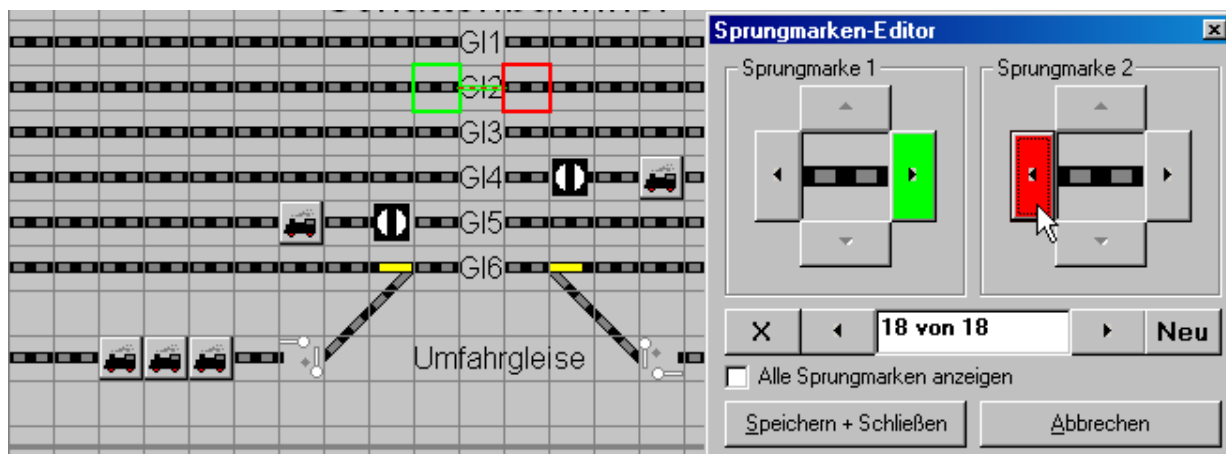 Gl1
Gl2
Gl3
Gl4
Gl5
Gl6
Umfahrgleise
Sprungmarken-Editor
Sprungmarke 1
Sprungmarke 2
X
18 von 18
Neu
Alle Sprungmarken anzeigen
Speichern + Schließen
Abbrechen